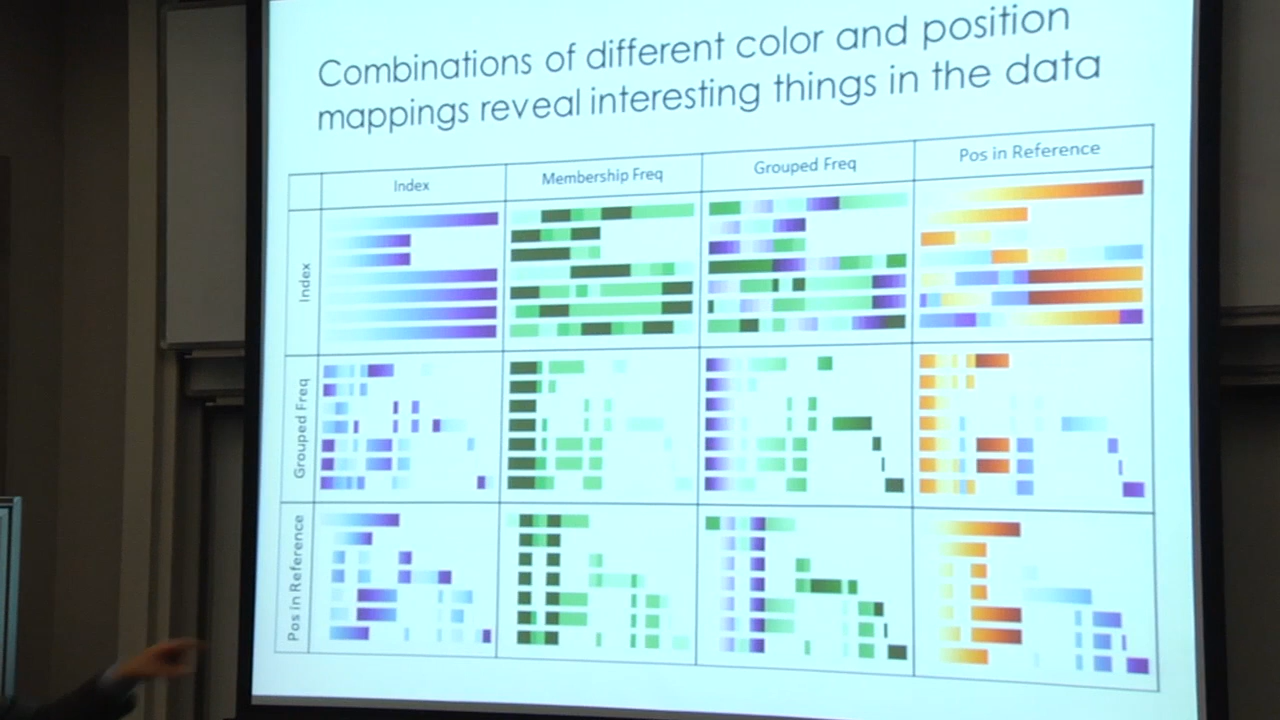 Combinations of different color and position
mappings reveal interesting things in the data
Index
Membership Freq
Grouped Freq
Pos in Reference
Index
Grouped Freq
Pos in Reference